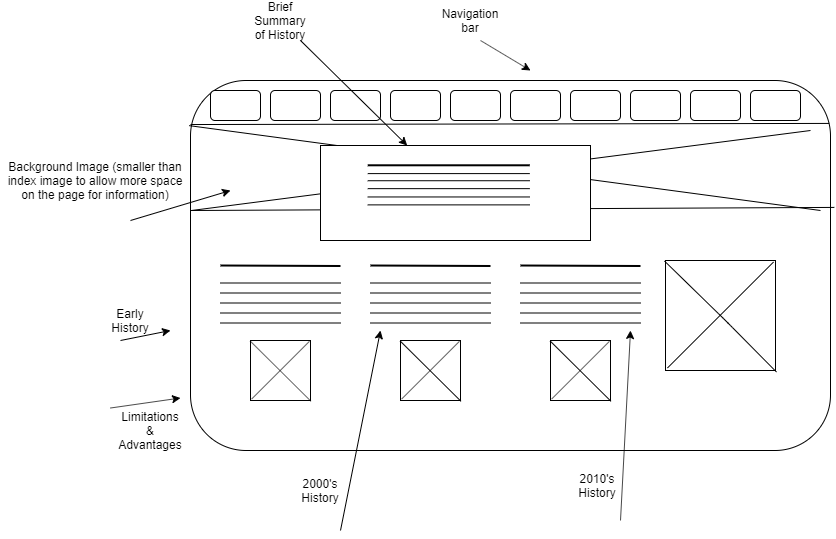 Brief
Summary
of History
Navigation
bar
Background Image (smaller than
index image to allow more space
on the page for information)
Early
History
Limitations
&
Advantages
2000's
History
2010's
History